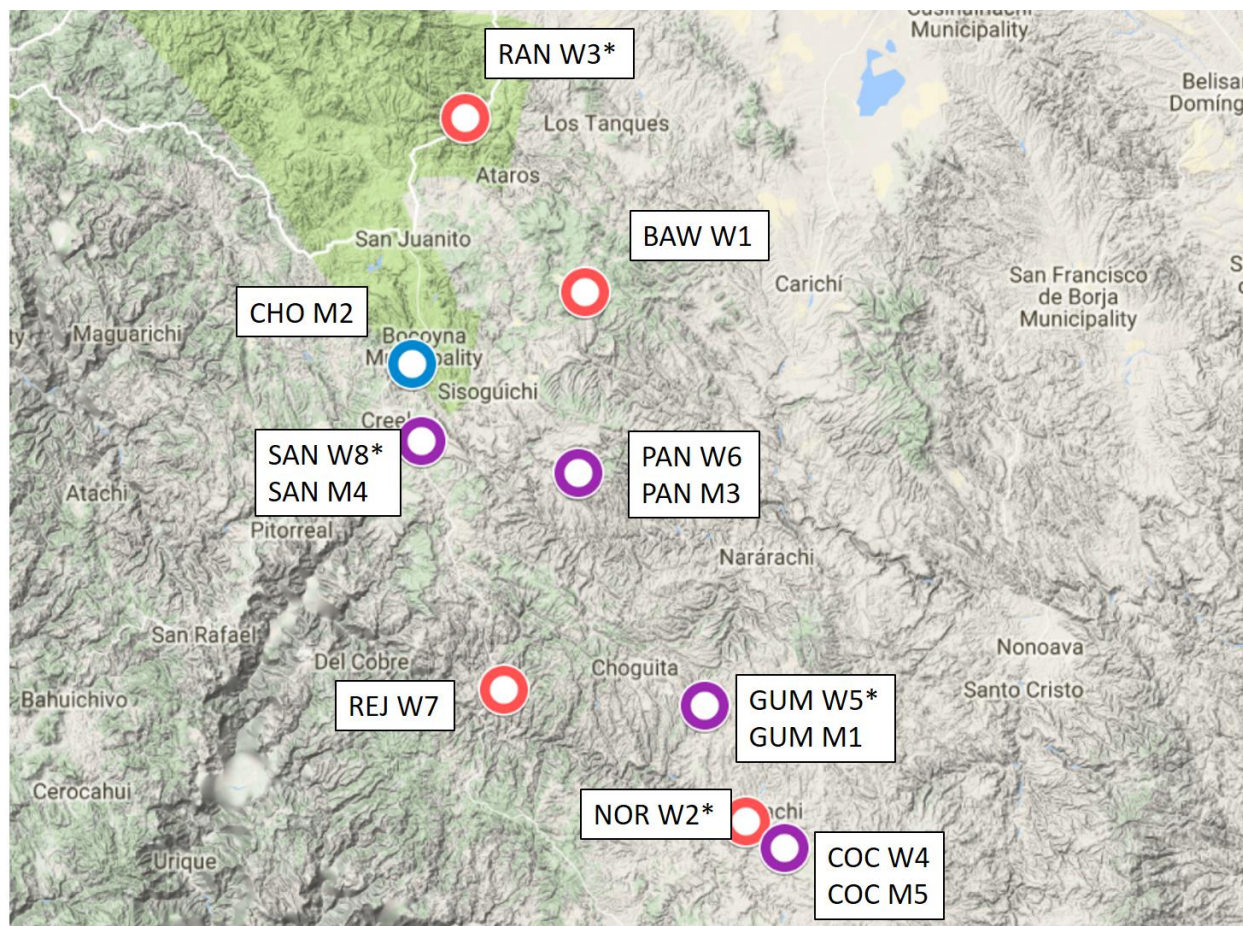 Municipality
RAN W3*
Belisar
Domíng
Los Tanques
Ataros
BAW W1
San Juanito
San Francisco
de Borja
Municipality
Carichí
CHO M2
Maguarichi
Bocoyna
Municipality
Sisoguichi
Creel
SAN W8*
SAN M4
PAN W6
PAN M3
Atachi
Pitorreal
Narárachi
San Rafael
Del Cobre
Choguita
Nonoava
Santo Cristo
Bahuichivo
REJ W7
GUM W5*
GUM M1
Cerocahui
NOR W2*
achi
Urique
COC W4
COC M5